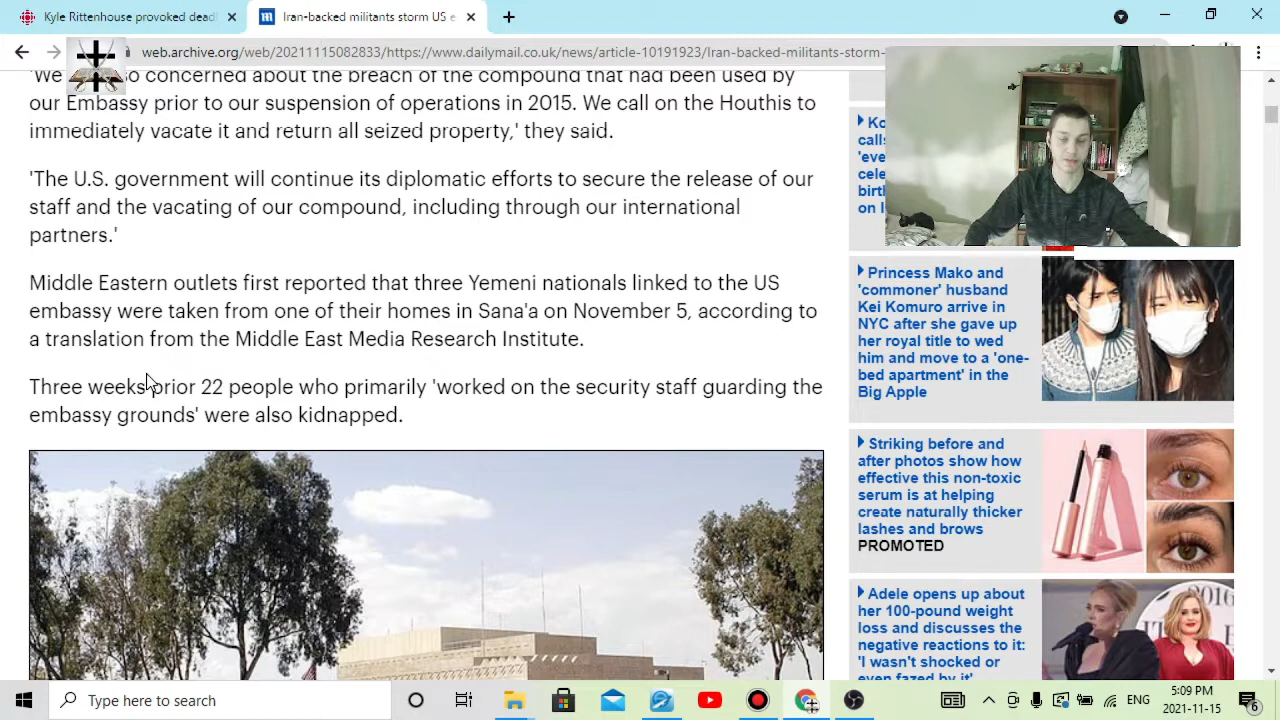 Kyle Rittenhouse provoked dead
Iran-backed militants storm US e
web.archive.org/web/20211115082833/https://www.dailymail.co.uk/news/article-10191923/Iran-backed-militants-storm-
concerned about the breach of the compound that had been used by
our Embassy prior to our suspension of operations in 2015. We call on the Houthis to
immediately vacate it and return all seized property,' they said.
'The U.S. government will continue its diplomatic efforts to secure the release of our
staff and the vacating of our compound, including through our international
partners.'
Middle Eastern outlets first reported that three Yemeni nationals linked to the US
embassy were taken from one of their homes in Sana'a on November 5, according to
a translation from the Middle East Media Research Institute.
Three weeks prior 22 people who primarily 'worked on the security staff guarding the
embassy grounds' were also kidnapped.
Princess Mako and
'commoner' husband
Kei Komuro arrive in
NYC after she gave up
her royal title to wed
him and move to a 'one-
bed apartment' in the
Big Apple
Striking before and
after photos show how
effective this non-toxic
serum is at helping
create naturally thicker
lashes and brows
PROMOTED
Adele opens up about
her 100-pound weight
loss and discusses the
negative reactions to it:
'I wasn't shocked or
even fazed by it'
Type here to search
ENG
5:09 PM
2021-11-15
6